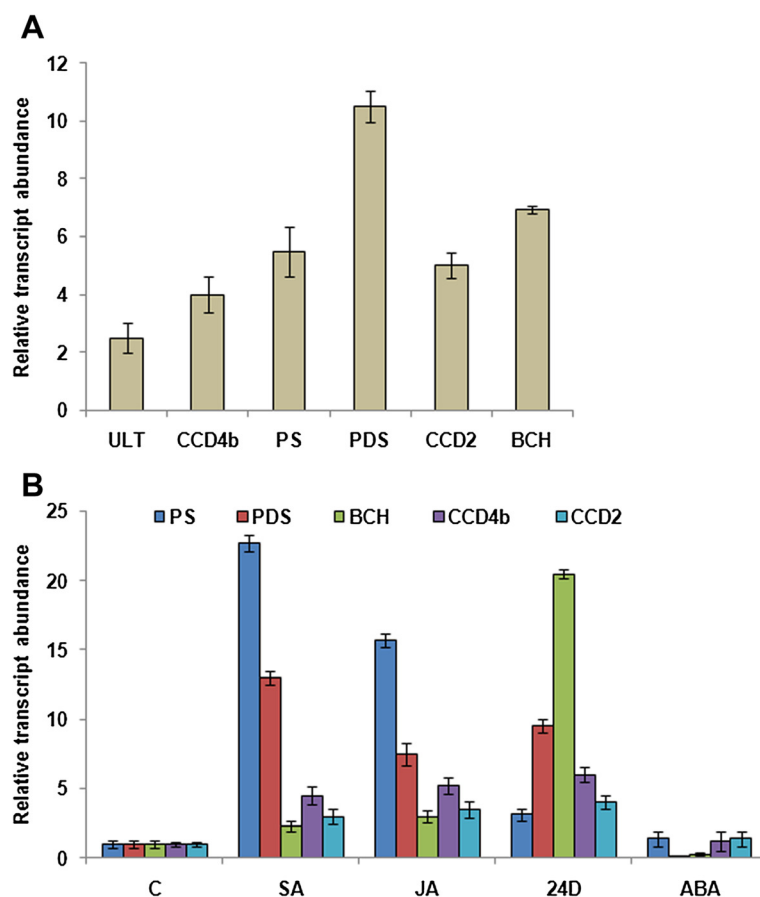 A
Relative transcript abundance
12
10
8
6
4
2
0
ULT CCD4b PS PDS CCD2 BCH
B
Relative transcript abundance
25
20
15
10
5
0
PS PDS BCH CCD4b CCD2
C SA JA 24D ABA